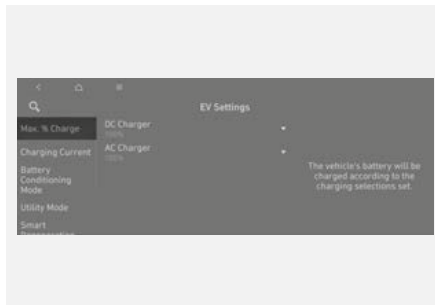 EV Settings
Max. % Charge
DC Charger
100%
Charging Current
AC Charger
100%
Battery
Conditioning
Mode
Utility Mode
Smart
The vehicle's battery will be
charged according to the
charging selections set.